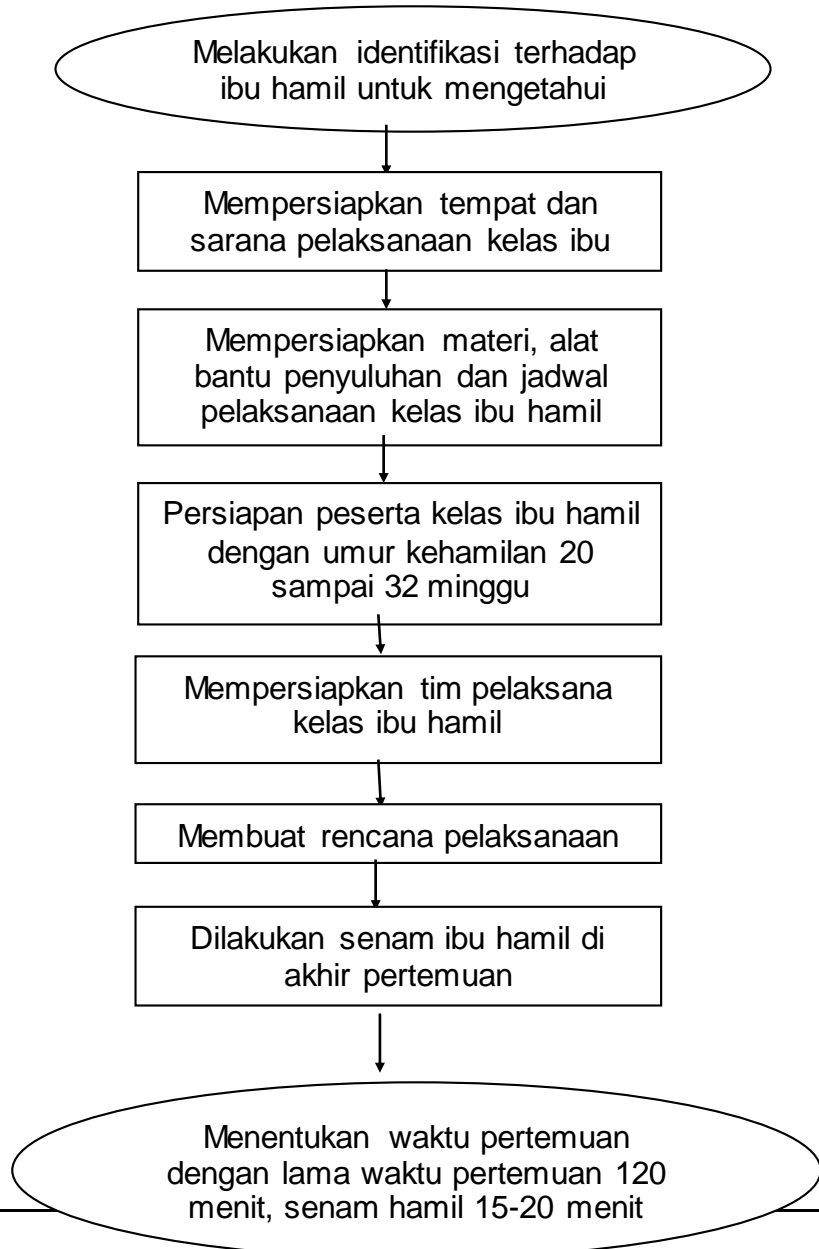 Melakukan identifikasi terhadap
ibu hamil untuk mengetahui
Mempersiapkan tempat dan
sarana pelaksanaan kelas ibu
Mempersiapkan materi, alat
bantu penyuluhan dan jadwal
pelaksanaan kelas ibu hamil
Persiapan peserta kelas ibu hamil
dengan umur kehamilan 20
sampai 32 minggu
Mempersiapkan tim pelaksana
kelas ibu hamil
Membuat rencana pelaksanaan
Dilakukan senam ibu hamil di
akhir pertemuan
Menentukan waktu pertemuan
dengan lama waktu pertemuan 120
menit, senam hamil 15-20 menit